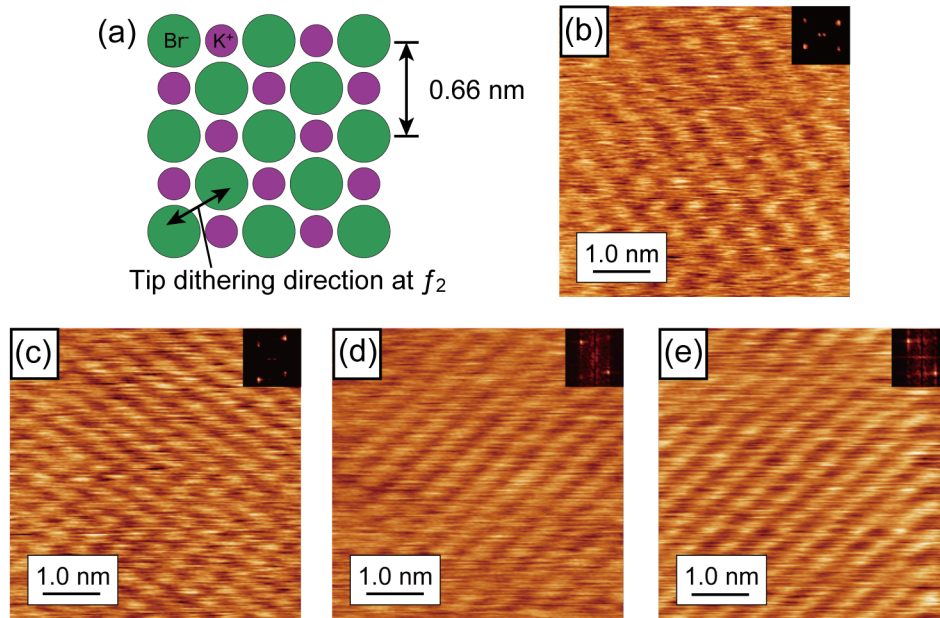 (a)
Br⁻
K⁺
0.66 nm
Tip dithering direction at ƒ₂
(b)
1.0 nm
(c)
1.0 nm
(d)
1.0 nm
(e)
1.0 nm